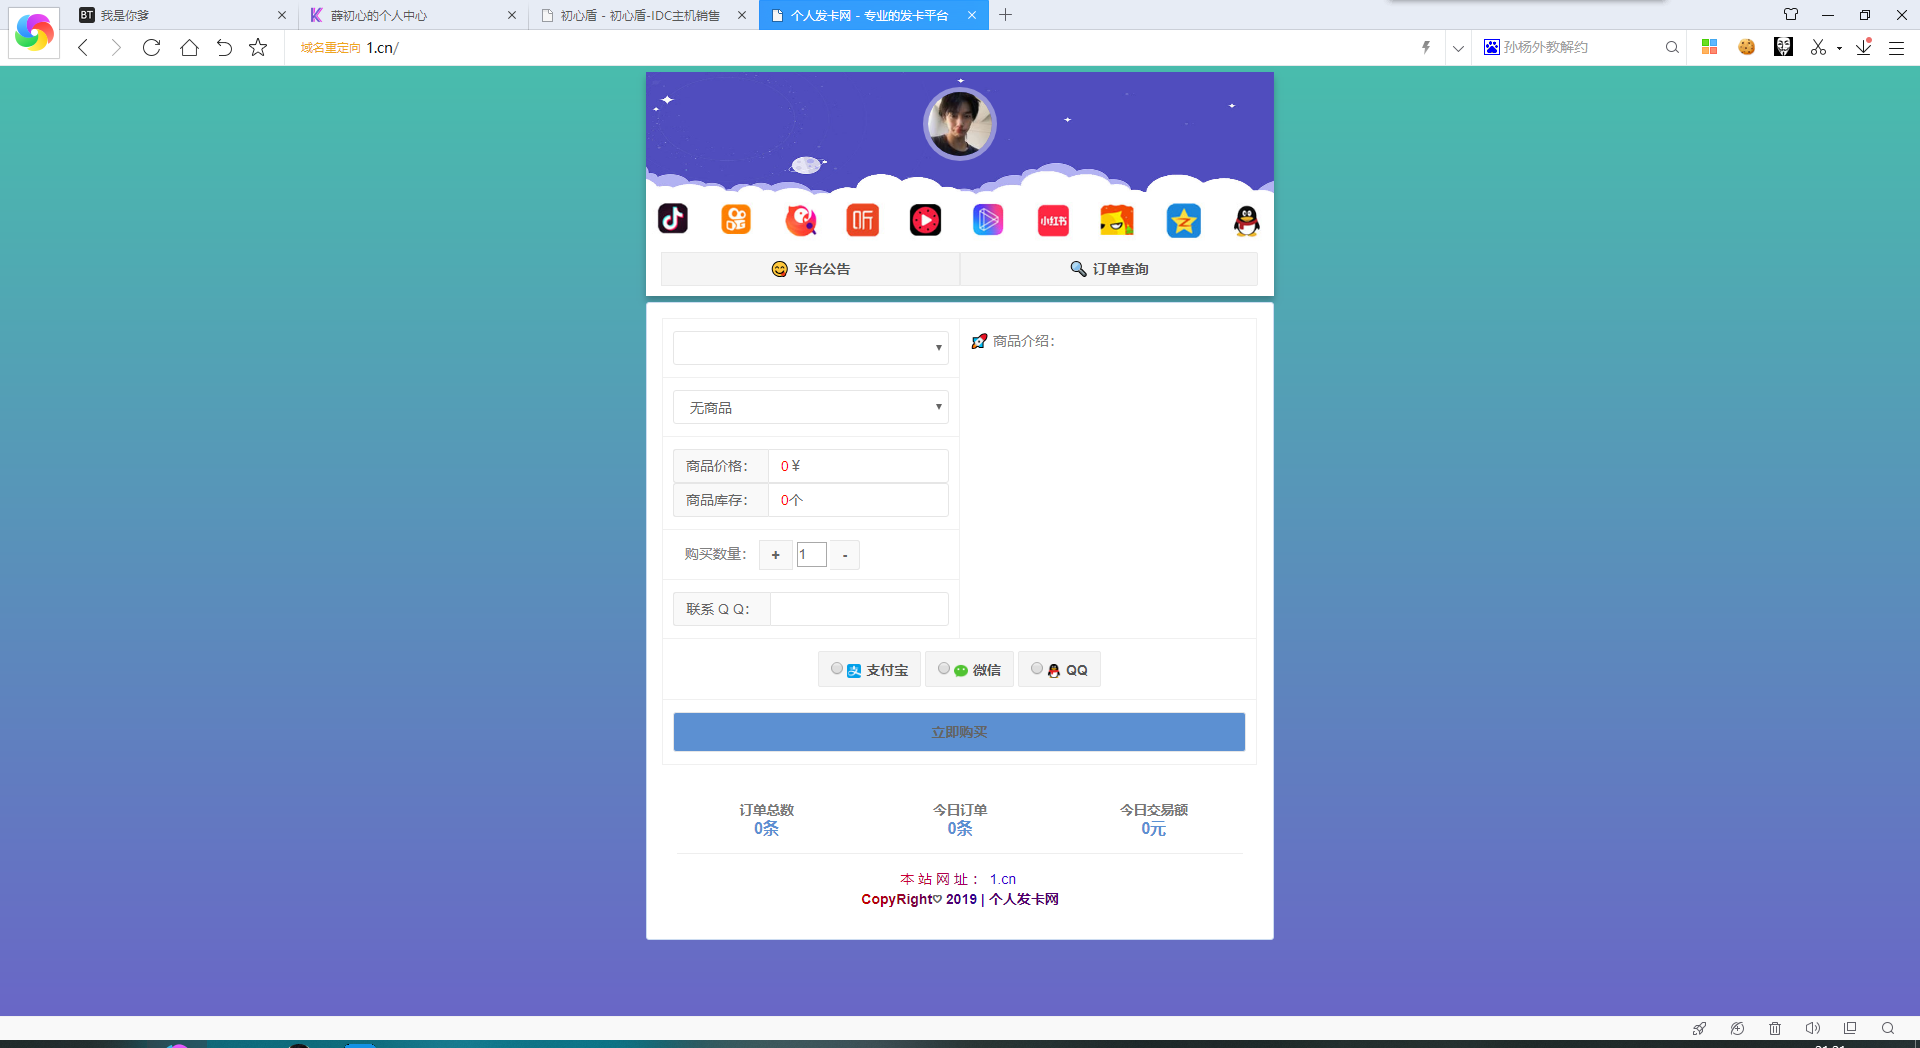 BT 我是你爹
薛初心的个人中心
初心盾 - 初心盾-IDC主机销售
个人发卡网 - 专业的发卡平台
域名重定向 1.cn/
孙杨外教解约
听
小红书
平台公告
订单查询
商品介绍：
无商品
商品价格： 0￥
商品库存： 0个
购买数量： + 1 -
联系ＱＱ：
支付宝 微信 QQ
立即购买
订单总数 今日订单 今日交易额
0条 0条 0元
本 站 网 址 ： 1.cn
CopyRight♡ 2019 | 个人发卡网